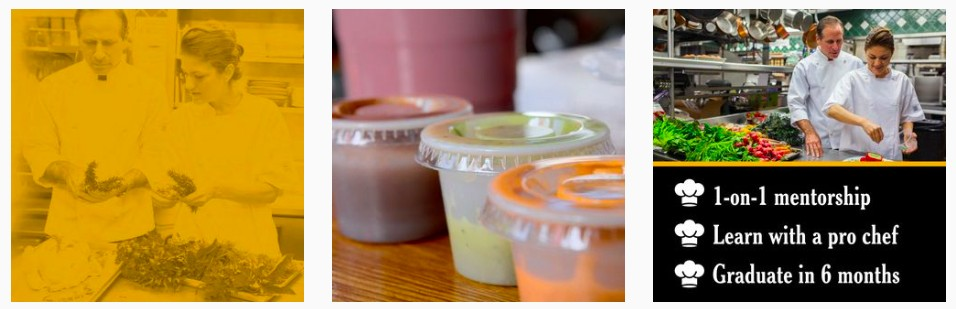 1-on-1 mentorship
Learn with a pro chef
Graduate in 6 months